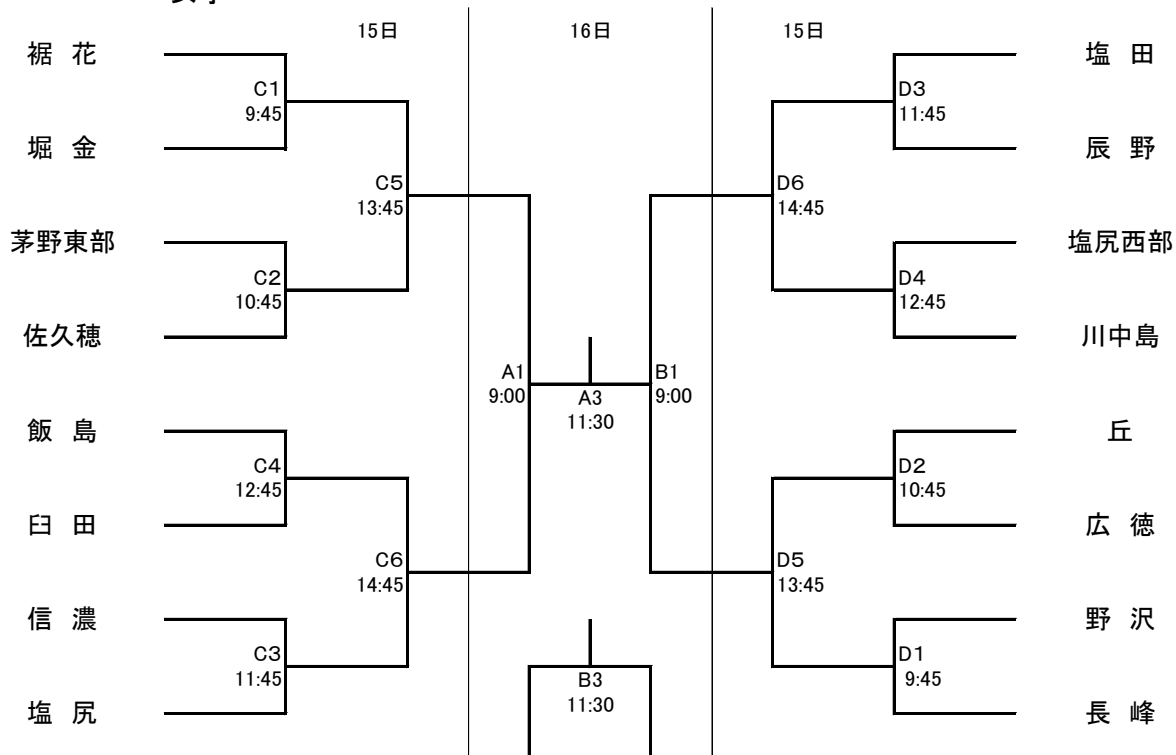 15日 16日 15日
裾 花
C1
9:45
堀 金
C5
13:45
茅野東部
C2
10:45
佐久穂
A1
9:00
飯 島
C4
12:45
臼 田
C6
14:45
信 濃
C3
11:45
塩 尻
A3
11:30
B3
11:30
塩 田
D3
11:45
辰 野
D6
14:45
塩尻西部
D4
12:45
川中島
B1
9:00
丘
D2
10:45
広 徳
D5
13:45
野 沢
D1
9:45
長 峰